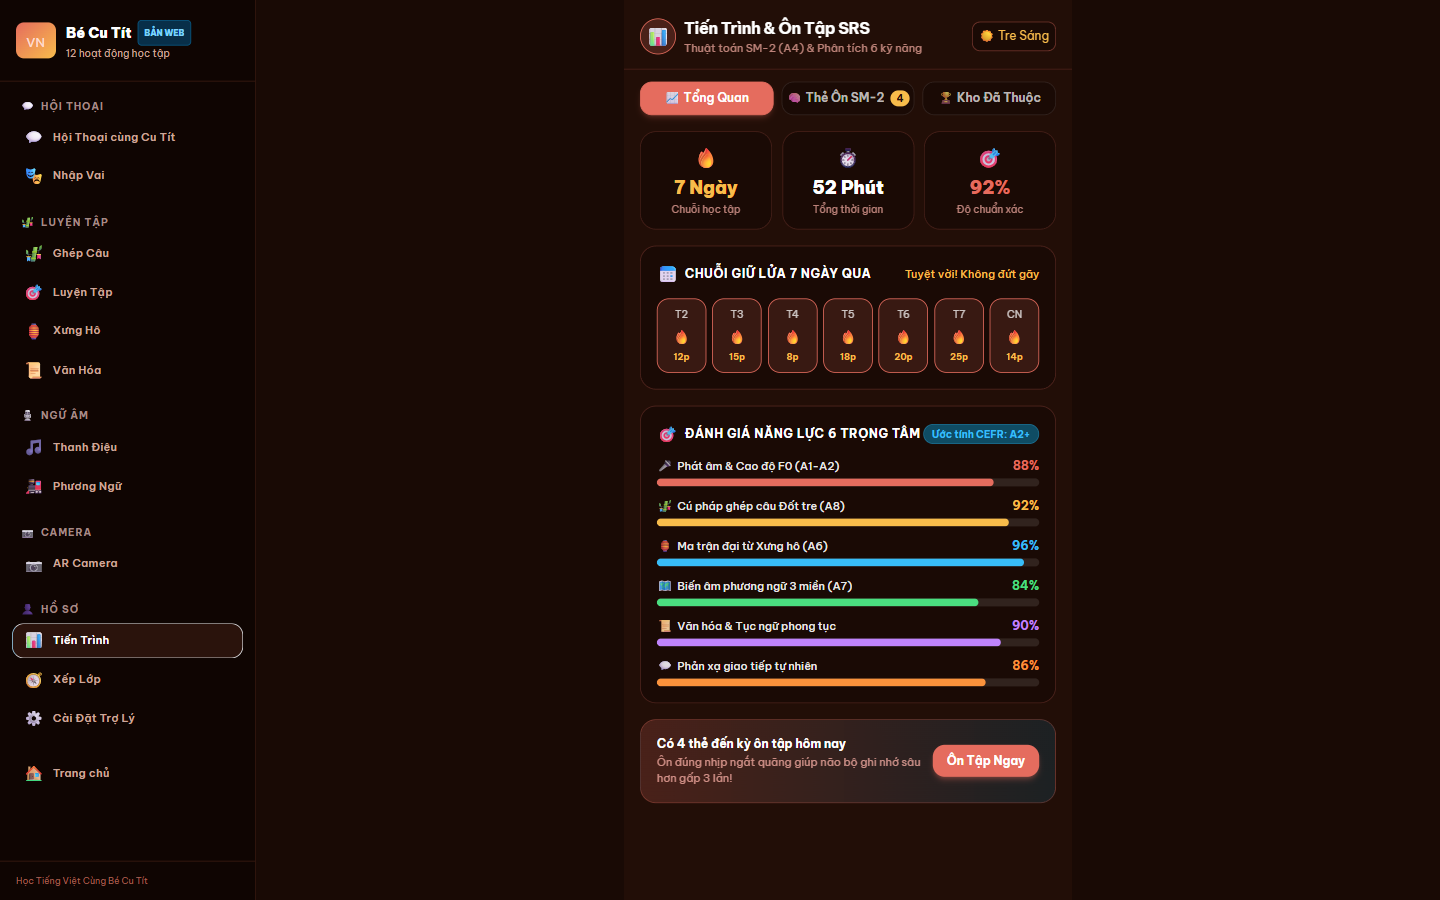 VN
Bé Cu Tít
BẢN WEB
12 hoạt động học tập
HỘI THOẠI
Hội Thoại cùng Cu Tít
Nhập Vai
LUYỆN TẬP
Ghép Câu
Luyện Tập
Xưng Hô
Văn Hóa
NGỮ ÂM
Thanh Điệu
Phương Ngữ
CAMERA
AR Camera
HỒ SƠ
Tiến Trình
Xếp Lớp
Cài Đặt Trợ Lý
Trang chủ
Học Tiếng Việt Cùng Bé Cu Tít
Tiến Trình & Ôn Tập SRS
Thuật toán SM-2 (A4) & Phân tích 6 kỹ năng
Tre Sáng
Tổng Quan
Thẻ Ôn SM-2 4
Kho Đã Thuộc
7 Ngày
Chuỗi học tập
52 Phút
Tổng thời gian
92%
Độ chuẩn xác
CHUỖI GIỮ LỬA 7 NGÀY QUA
Tuyệt vời! Không đứt gãy
T2 T3 T4 T5 T6 T7 CN
12p 15p 8p 18p 20p 25p 14p
ĐÁNH GIÁ NĂNG LỰC 6 TRỌNG TÂM
Ước tính CEFR: A2+
Phát âm & Cao độ F0 (A1-A2) 88%
Cú pháp ghép câu Đốt tre (A8) 92%
Ma trận đại từ Xưng hô (A6) 96%
Biến âm phương ngữ 3 miền (A7) 84%
Văn hóa & Tục ngữ phong tục 90%
Phản xạ giao tiếp tự nhiên 86%
Có 4 thẻ đến kỳ ôn tập hôm nay
Ôn đúng nhịp ngắt quãng giúp não bộ ghi nhớ sâu
hơn gấp 3 lần!
Ôn Tập Ngay